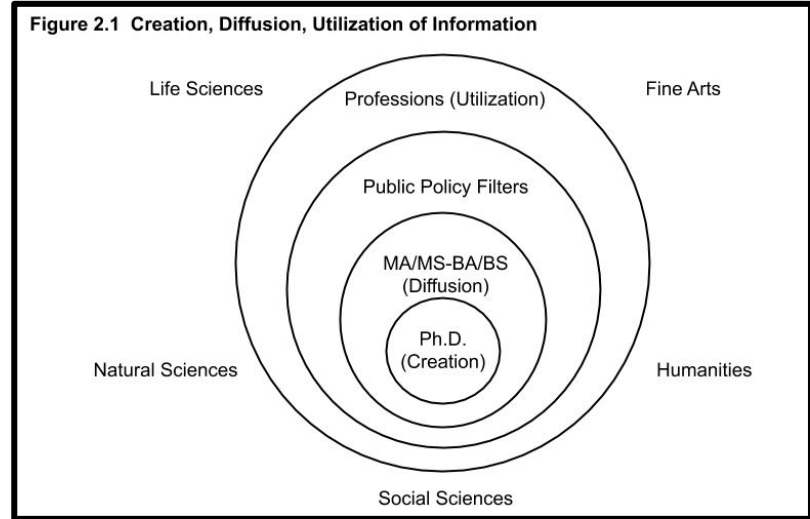 Figure 2.1  Creation, Diffusion, Utilization of Information
Life Sciences
Professions (Utilization)
Fine Arts
Public Policy Filters
MA/MS-BA/BS
(Diffusion)
Ph.D.
(Creation)
Natural Sciences
Humanities
Social Sciences